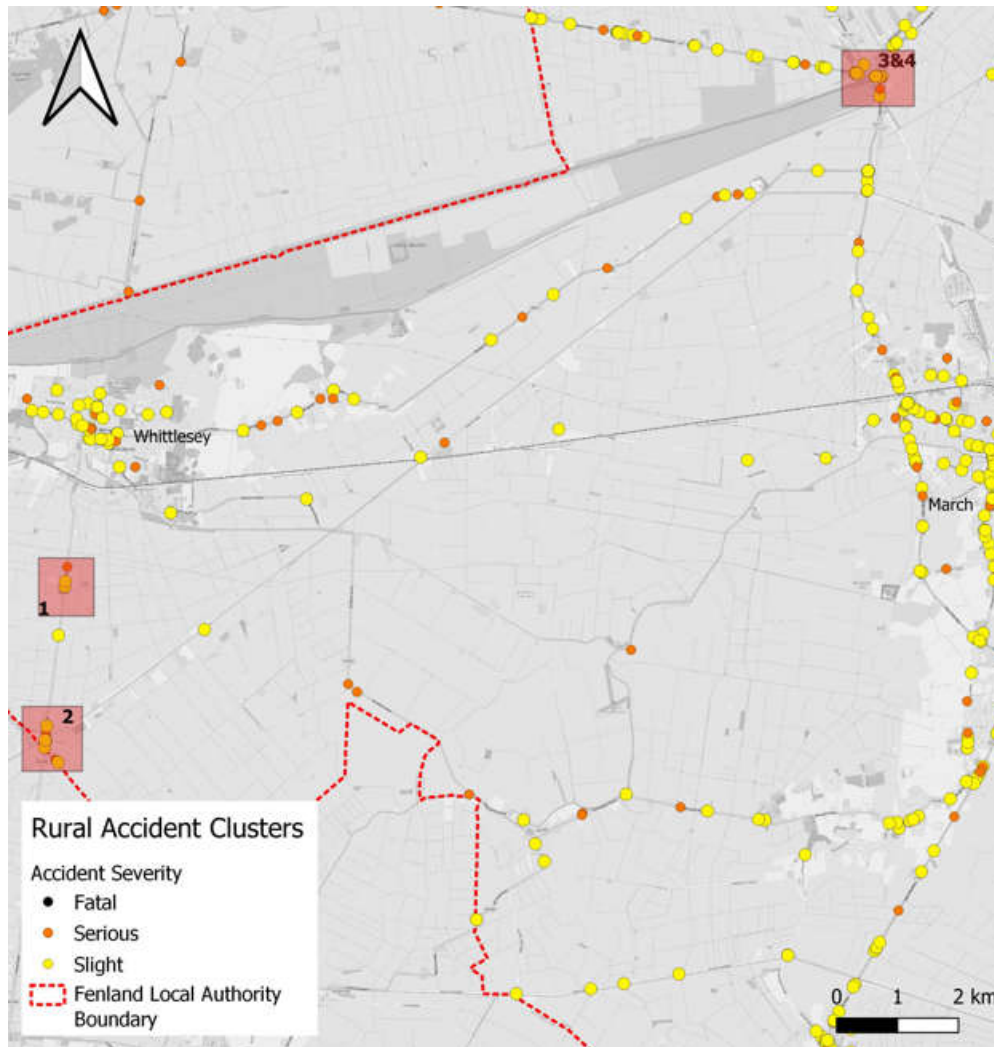 3&4
Whittlesey
March
1
2
Rural Accident Clusters
Accident Severity
Fatal
Serious
Slight
Fenland Local Authority
Boundary
0 1 2 km